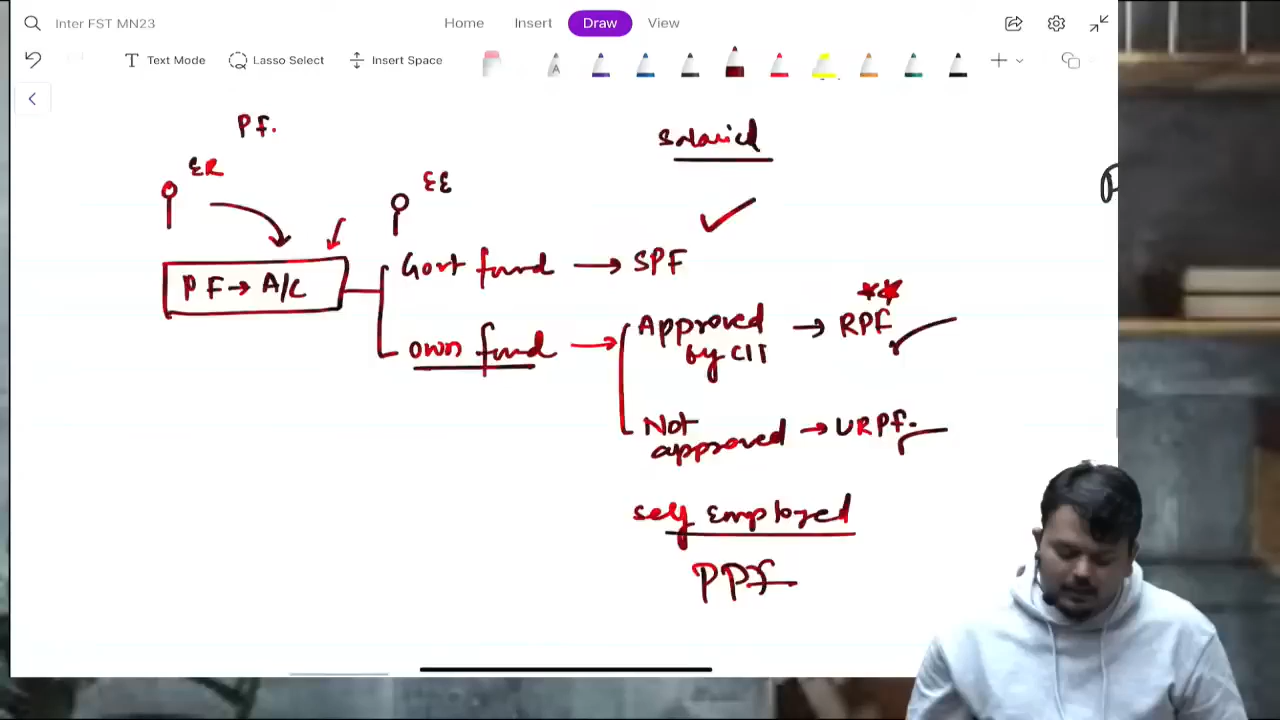 Inter FST MN23
Home Insert Draw View
Text Mode Lasso Select Insert Space
PF.
Salaried
ER
EE
PF → A/C
Govt fund → SPF
own fund → Approved by CIT → RPF
Not approved → URPF.
Self Employed
PPF